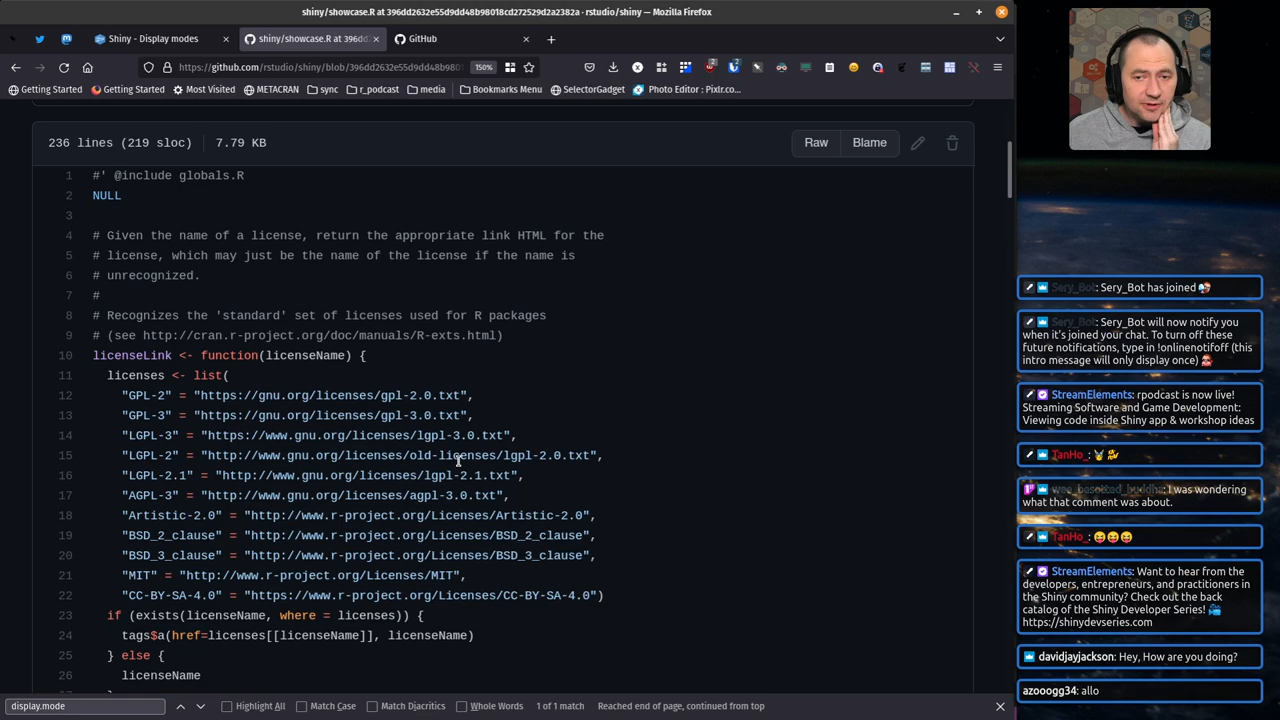 shiny/showcase.R at 396dd2632e55d9dd48b98018cd272529d2a2382a · rstudio/shiny — Mozilla Firefox
Shiny - Display modes
shiny/showcase.R at 396dd
GitHub
https://github.com/rstudio/shiny/blob/396dd2632e55d9dd48b980
150%
Getting Started
Getting Started
Most Visited
METACRAN
sync
r_podcast
music
Bookmarks Menu
SelectorGadget
Photo Editor : Pixlr.c...
236 lines (219 sloc)
7.79 KB
Raw
Blame
1 #' @include globals.R
2 NULL
3
4 # Given the name of a license, return the appropriate link HTML for the
5 # license, which may just be the name of the license if the name is
6 # unrecognized.
7 #
8 # Recognizes the 'standard' set of licenses used for R packages
9 # (see http://cran.r-project.org/doc/manuals/R-exts.html)
10 licenseLink <- function(licenseName) {
11 licenses <- list(
12 "GPL-2" = "https://gnu.org/licenses/gpl-2.0.txt",
13 "GPL-3" = "https://gnu.org/licenses/gpl-3.0.txt",
14 "LGPL-3" = "https://www.gnu.org/licenses/lgpl-3.0.txt",
15 "LGPL-2" = "http://www.gnu.org/licenses/old-licenses/lgpl-2.0.txt",
16 "LGPL-2.1" = "http://www.gnu.org/licenses/lgpl-2.1.txt",
17 "AGPL-3" = "http://www.gnu.org/licenses/agpl-3.0.txt",
18 "Artistic-2.0" = "http://www.r-project.org/Licenses/Artistic-2.0",
19 "BSD_2_clause" = "http://www.r-project.org/Licenses/BSD_2_clause",
20 "BSD_3_clause" = "http://www.r-project.org/Licenses/BSD_3_clause",
21 "MIT" = "http://www.r-project.org/Licenses/MIT",
22 "CC-BY-SA-4.0" = "https://www.r-project.org/Licenses/CC-BY-SA-4.0")
23 if (exists(licenseName, where = licenses)) {
24 tags$a(href=licenses[[licenseName]], licenseName)
25 } else {
26 licenseName
display.mode
Highlight All
Match Case
Match Diacritics
Whole Words
1 of 1 match
Reached end of page, continued from top
Sery_Bot: Sery_Bot has joined
Sery_Bot: Sery_Bot will now notify you
when it's joined your chat. To turn off these
future notifications, type in !onlinenotifoff (this
intro message will only display once)
StreamElements: rpodcast is now live!
Streaming Software and Game Development:
Viewing code inside Shiny app & workshop ideas
TanHo_:
wee_besotted_buddha: I was wondering
what that comment was about.
TanHo_:
StreamElements: Want to hear from the
developers, entrepreneurs, and practitioners in
the Shiny community? Check out the back
catalog of the Shiny Developer Series!
https://shinydevseries.com
davidjayjackson: Hey, How are you doing?
azooogg34: allo